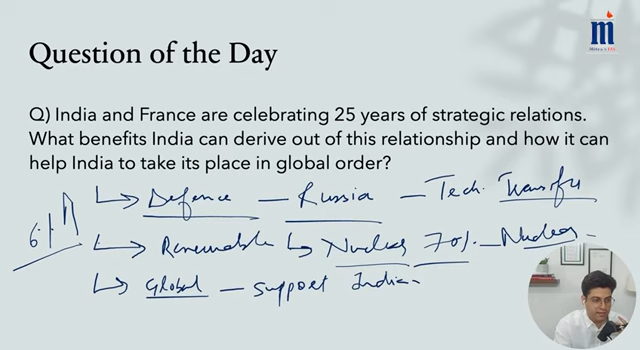 Question of the Day
Q) India and France are celebrating 25 years of strategic relations.
What benefits India can derive out of this relationship and how it can
help India to take its place in global order?
Defence - Russia - Tech. Transfer
Renewable Nuclear 70%. - Nuclear -
Global - Support India -